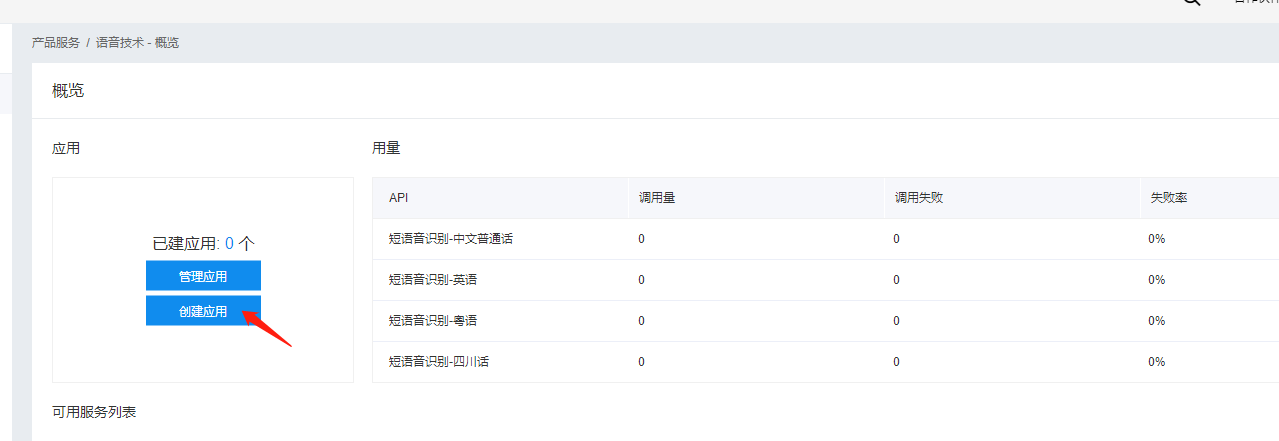 产品服务 / 语音技术 - 概览
概览
应用
用量
已建应用: 0 个
管理应用
创建应用
API 调用量 调用失败 失败率
短语音识别-中文普通话 0 0 0%
短语音识别-英语 0 0 0%
短语音识别-粤语 0 0 0%
短语音识别-四川话 0 0 0%
可用服务列表